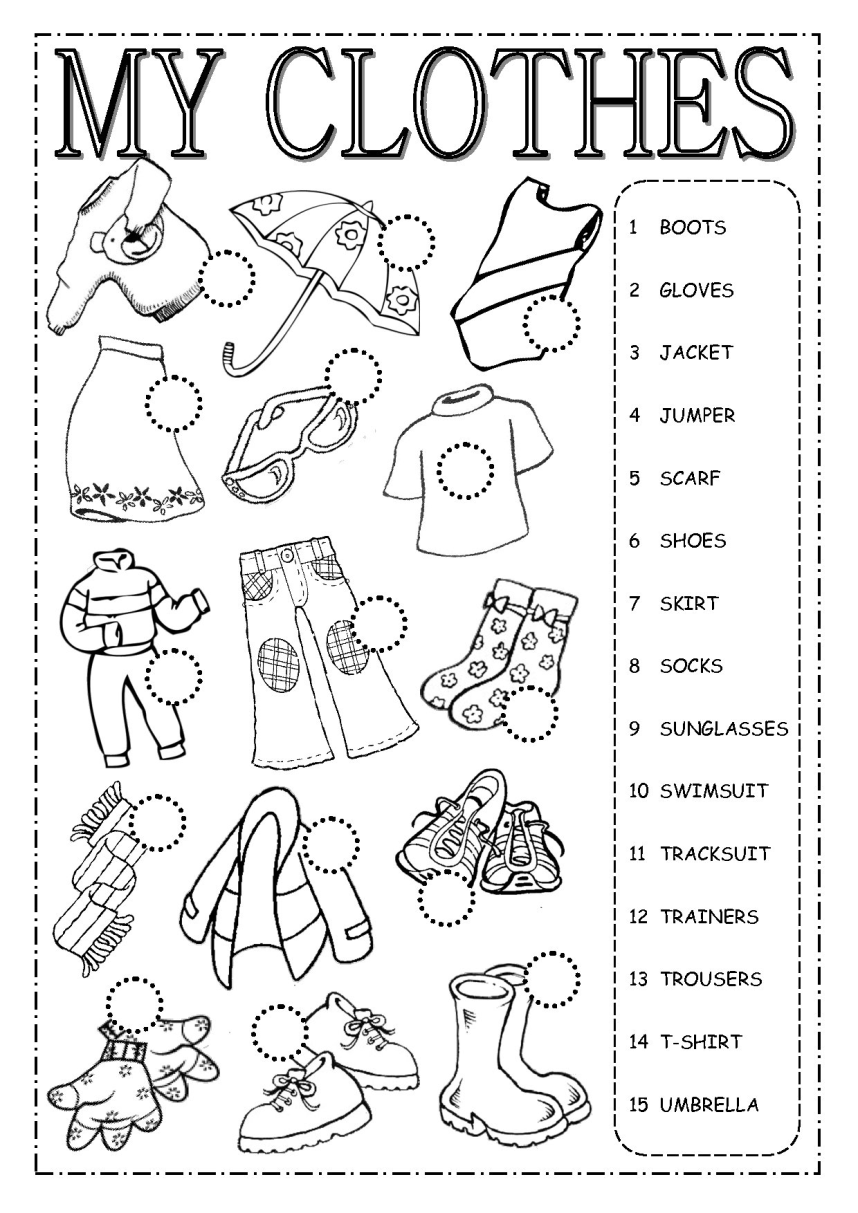 MY CLOTHES
1 BOOTS
2 GLOVES
3 JACKET
4 JUMPER
5 SCARF
6 SHOES
7 SKIRT
8 SOCKS
9 SUNGLASSES
10 SWIMSUIT
11 TRACKSUIT
12 TRAINERS
13 TROUSERS
14 T-SHIRT
15 UMBRELLA